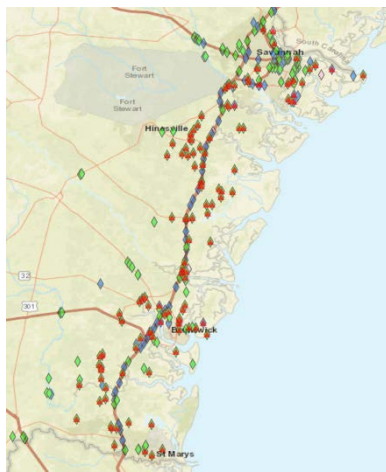 South Carolina
Savannah
Fort
Stewart
Fort
Stewart
Hinesville
32
301
Brunswick
St Marys